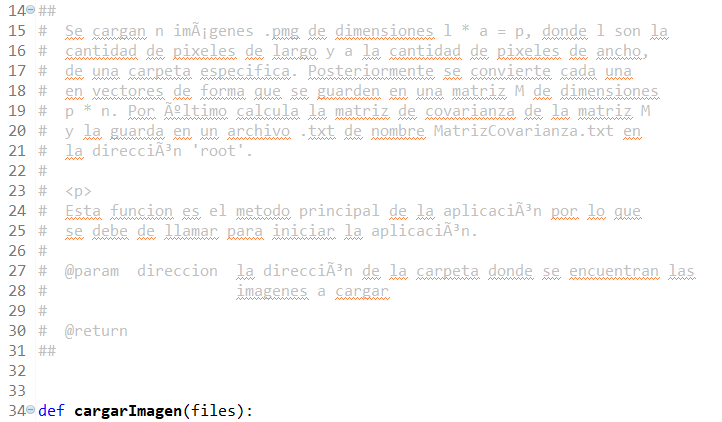 14 ##
15 #  Se cargan n imÃ¡genes .pmg de dimensiones l * a = p, donde l son la
16 #  cantidad de pixeles de largo y a la cantidad de pixeles de ancho,
17 #  de una carpeta especifica. Posteriormente se convierte cada una
18 #  en vectores de forma que se guarden en una matriz M de dimensiones
19 #  p * n. Por Ãºltimo calcula la matriz de covarianza de la matriz M
20 #  y la guarda en un archivo .txt de nombre MatrizCovarianza.txt en
21 #  la direcciÃ³n 'root'.
22 #
23 #  <p>
24 #  Esta funcion es el metodo principal de la aplicaciÃ³n por lo que
25 #  se debe de llamar para iniciar la aplicaciÃ³n.
26 #
27 #  @param  direccion  la direcciÃ³n de la carpeta donde se encuentran las
28 #                     imagenes a cargar
29 #
30 #  @return
31 ##
32
33
34 def cargarImagen(files):